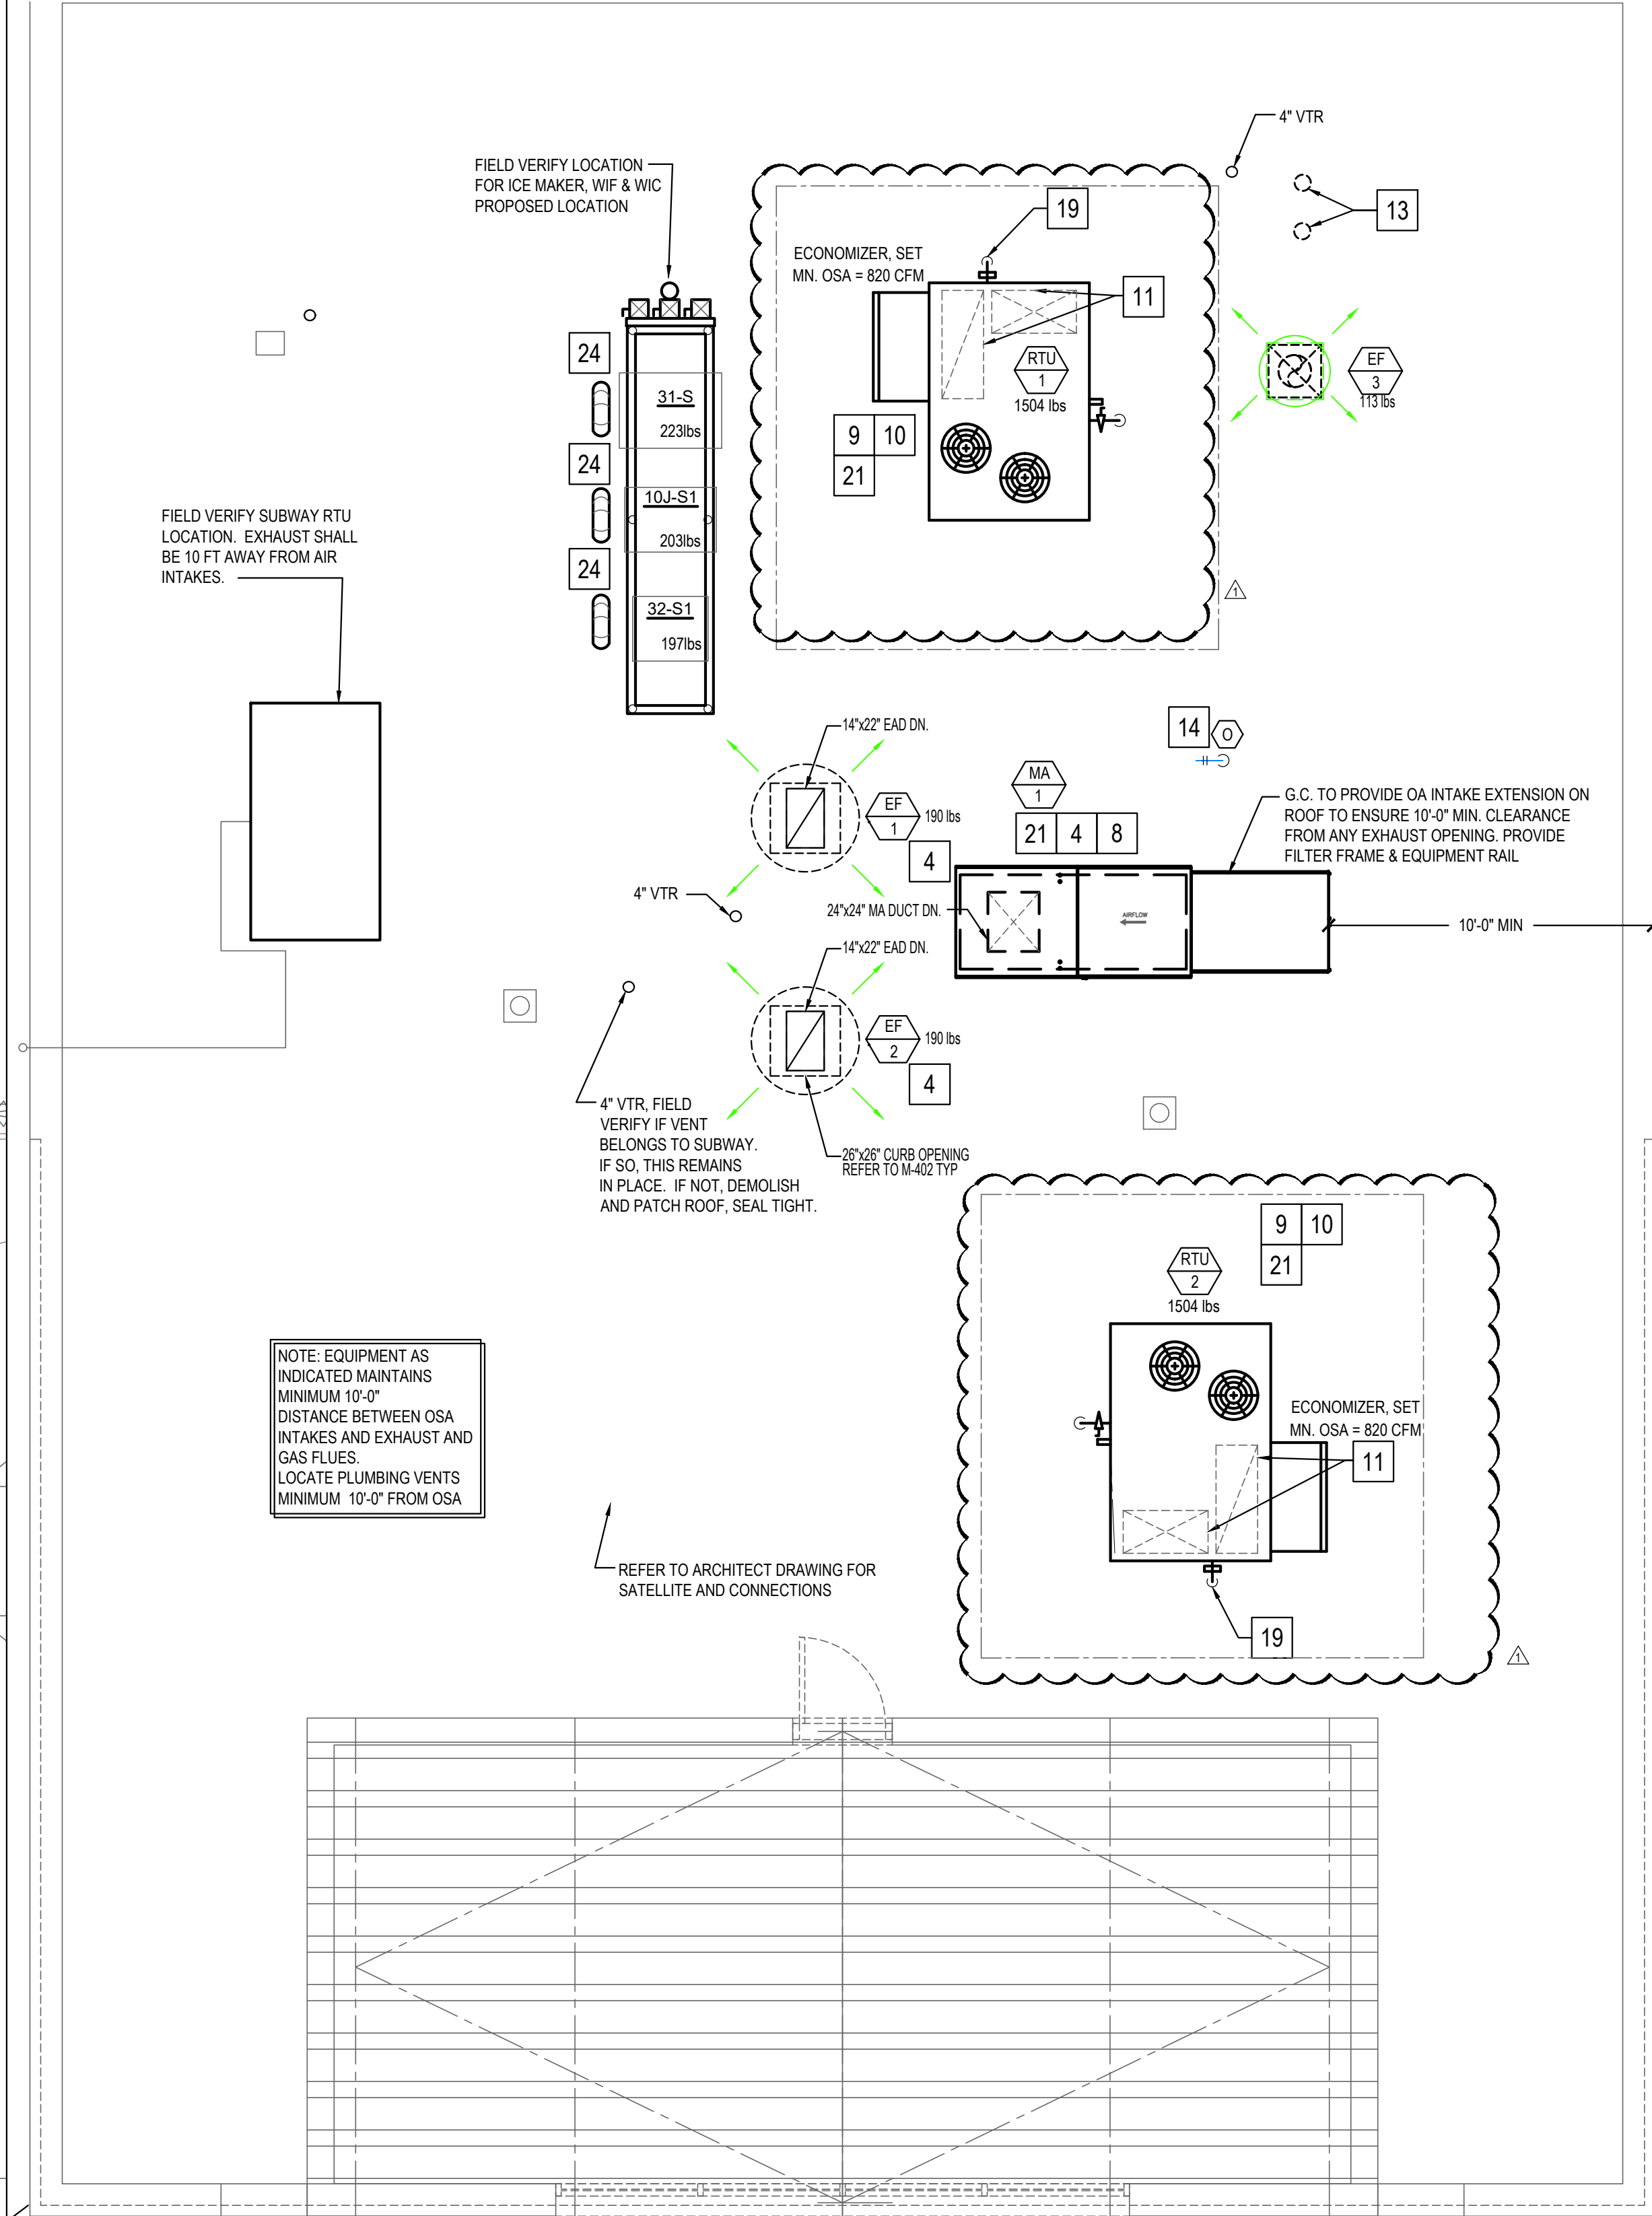 4" VTR
FIELD VERIFY LOCATION
FOR ICE MAKER, WIF & WIC
PROPOSED LOCATION
19
13
ECONOMIZER, SET
MN. OSA = 820 CFM
11
RTU
1
1504 lbs
EF
3
113 lbs
9
10
21
24
31-S
223lbs
24
10J-S1
203lbs
24
32-S1
197lbs
1
FIELD VERIFY SUBWAY RTU
LOCATION. EXHAUST SHALL
BE 10 FT AWAY FROM AIR
INTAKES.
14"x22" EAD DN.
EF
1
190 lbs
4
14
O
MA
1
21
4
8
G.C. TO PROVIDE OA INTAKE EXTENSION ON
ROOF TO ENSURE 10'-0" MIN. CLEARANCE
FROM ANY EXHAUST OPENING. PROVIDE
FILTER FRAME & EQUIPMENT RAIL
4" VTR
24"x24" MA DUCT DN.
AIRFLOW
10'-0" MIN
14"x22" EAD DN.
EF
2
190 lbs
4
4" VTR, FIELD
VERIFY IF VENT
BELONGS TO SUBWAY.
IF SO, THIS REMAINS
IN PLACE. IF NOT, DEMOLISH
AND PATCH ROOF, SEAL TIGHT.
26"x26" CURB OPENING
REFER TO M-402 TYP
9
10
21
RTU
2
1504 lbs
NOTE: EQUIPMENT AS
INDICATED MAINTAINS
MINIMUM 10'-0"
DISTANCE BETWEEN OSA
INTAKES AND EXHAUST AND
GAS FLUES.
LOCATE PLUMBING VENTS
MINIMUM 10'-0" FROM OSA
ECONOMIZER, SET
MN. OSA = 820 CFM
11
REFER TO ARCHITECT DRAWING FOR
SATELLITE AND CONNECTIONS
19
1